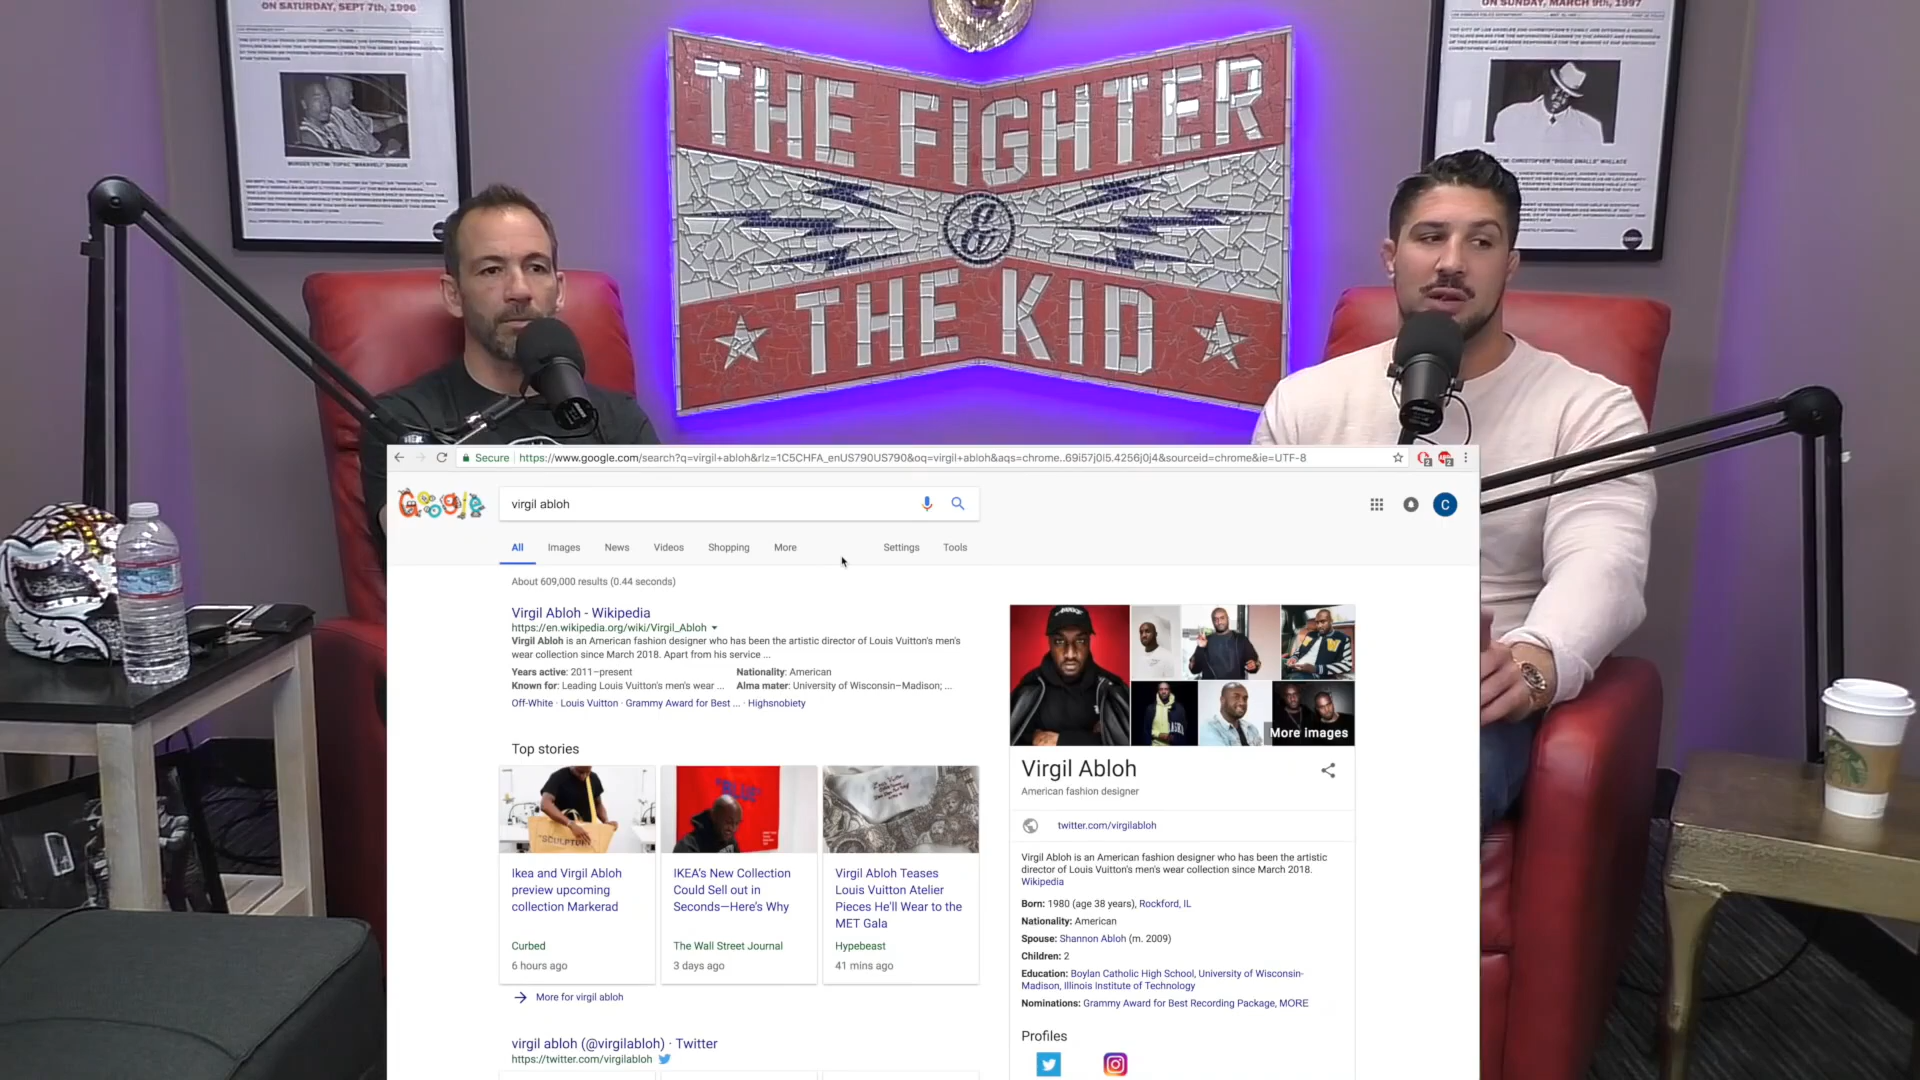 ON SATURDAY, SEPT 7th, 1996
ON SUNDAY, MARCH 9th, 1997
THE FIGHTER
&
THE KID
Secure
https://www.google.com/search?q=virgil+abloh&rlz=1C5CHFA_enUS790US790&oq=virgil+abloh&aqs=chrome..69i57j0l5.4256j0j4&sourceid=chrome&ie=UTF-8
Google
virgil abloh
C
All Images News Videos Shopping More Settings Tools
About 609,000 results (0.44 seconds)
Virgil Abloh - Wikipedia
https://en.wikipedia.org/wiki/Virgil_Abloh
Virgil Abloh is an American fashion designer who has been the artistic director of Louis Vuitton's men's
wear collection since March 2018. Apart from his service ...
Years active: 2011–present
Nationality: American
Known for: Leading Louis Vuitton's men's wear ...
Alma mater: University of Wisconsin–Madison; ...
Off-White · Louis Vuitton · Grammy Award for Best ... · Highsnobiety
Top stories
"SCULPTURE"
Ikea and Virgil Abloh
preview upcoming
collection Markerad
Curbed
6 hours ago
IKEA's New Collection
Could Sell out in
Seconds—Here's Why
The Wall Street Journal
3 days ago
Virgil Abloh Teases
Louis Vuitton Atelier
Pieces He'll Wear to the
MET Gala
Hypebeast
41 mins ago
More for virgil abloh
virgil abloh (@virgilabloh) · Twitter
https://twitter.com/virgilabloh
More images
Virgil Abloh
American fashion designer
twitter.com/virgilabloh
Virgil Abloh is an American fashion designer who has been the artistic
director of Louis Vuitton's men's wear collection since March 2018.
Wikipedia
Born: 1980 (age 38 years), Rockford, IL
Nationality: American
Spouse: Shannon Abloh (m. 2009)
Children: 2
Education: Boylan Catholic High School, University of Wisconsin-
Madison, Illinois Institute of Technology
Nominations: Grammy Award for Best Recording Package, MORE
Profiles